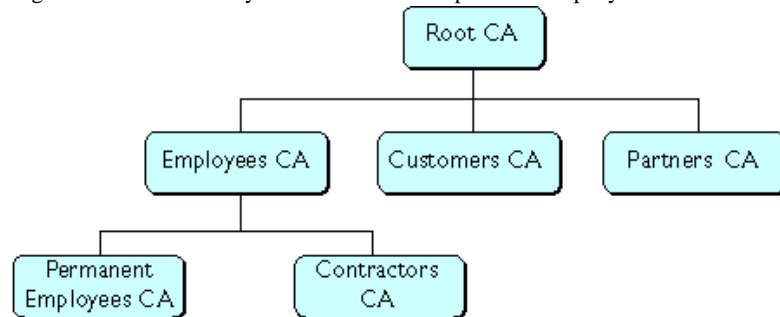 Root CA
Employees CA
Customers CA
Partners CA
Permanent
Employees CA
Contractors
CA